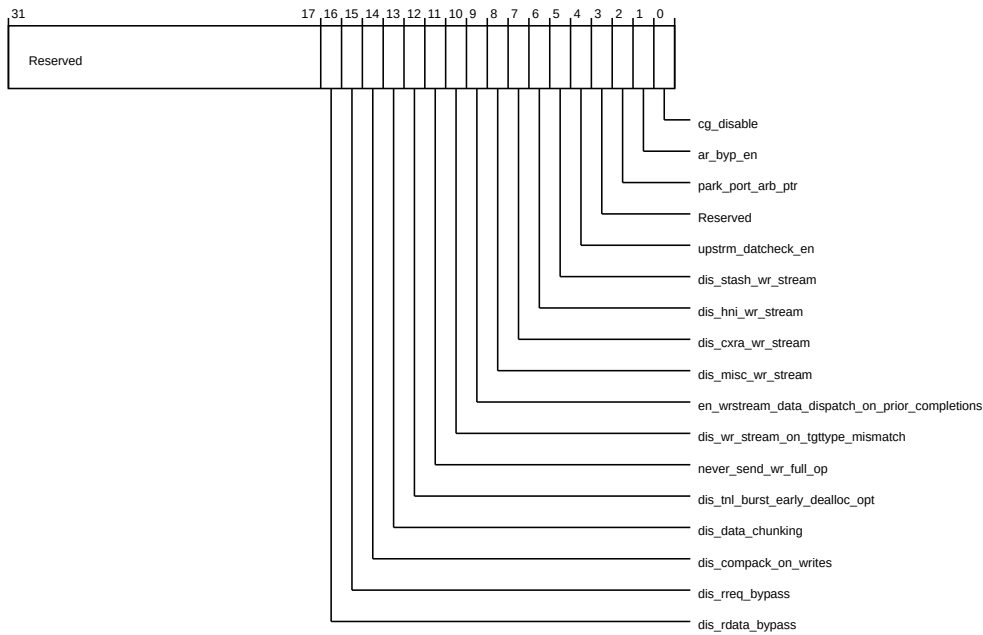 31 17 16 15 14 13 12 11 10 9 8 7 6 5 4 3 2 1 0
Reserved
cg_disable
ar_byp_en
park_port_arb_ptr
Reserved
upstrm_datcheck_en
dis_stash_wr_stream
dis_hni_wr_stream
dis_cxra_wr_stream
dis_misc_wr_stream
en_wrstream_data_dispatch_on_prior_completions
dis_wr_stream_on_tgttype_mismatch
never_send_wr_full_op
dis_tnl_burst_early_dealloc_opt
dis_data_chunking
dis_compack_on_writes
dis_rreq_bypass
dis_rdata_bypass